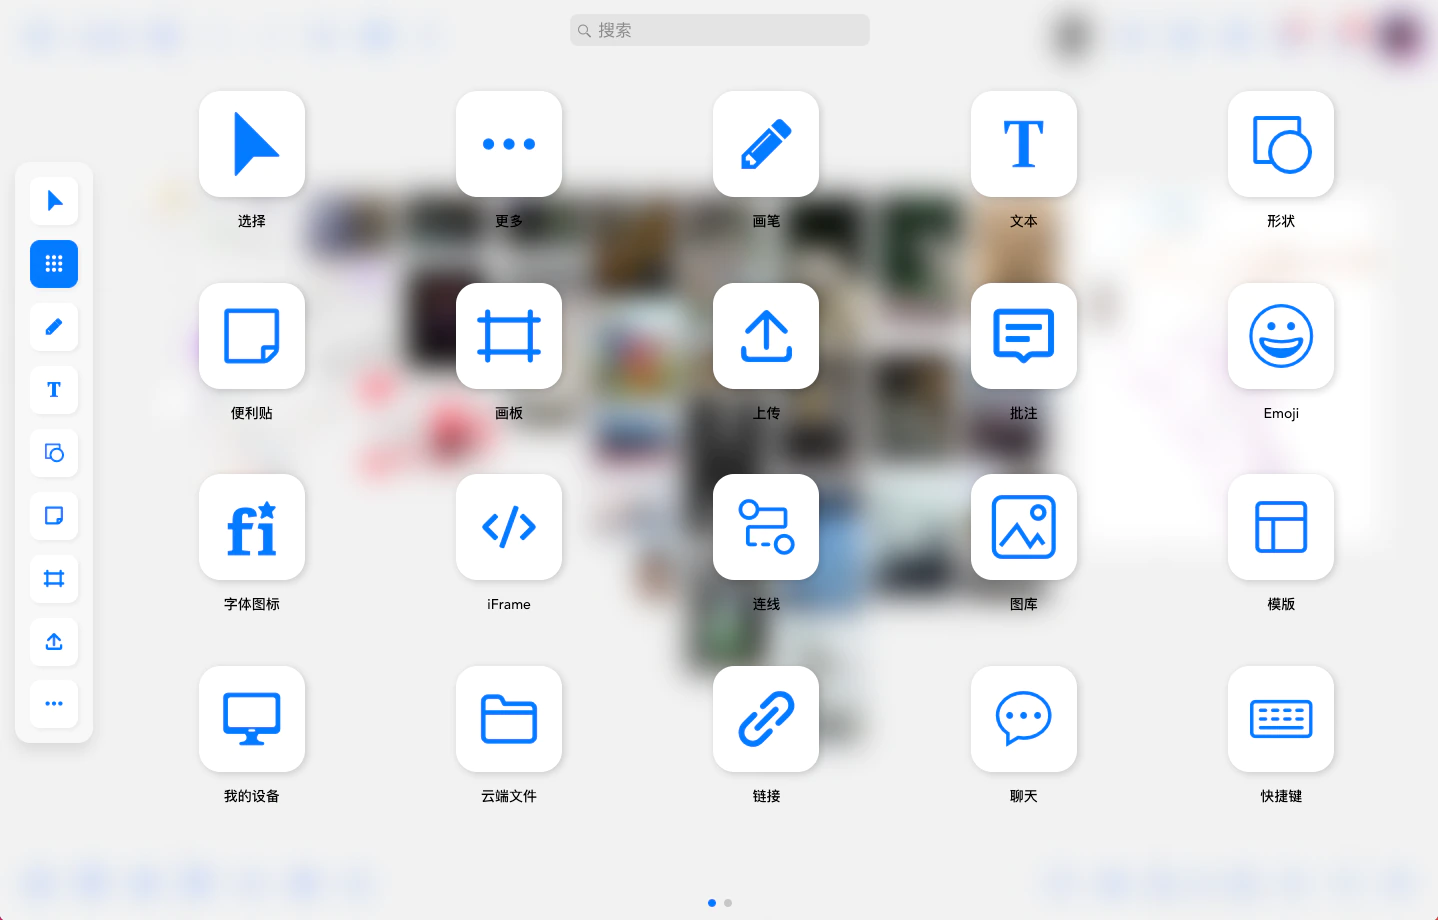 搜索
选择
更多
画笔
文本
形状
便利贴
画板
上传
批注
Emoji
字体图标
iFrame
连线
图库
模版
我的设备
云端文件
链接
聊天
快捷键